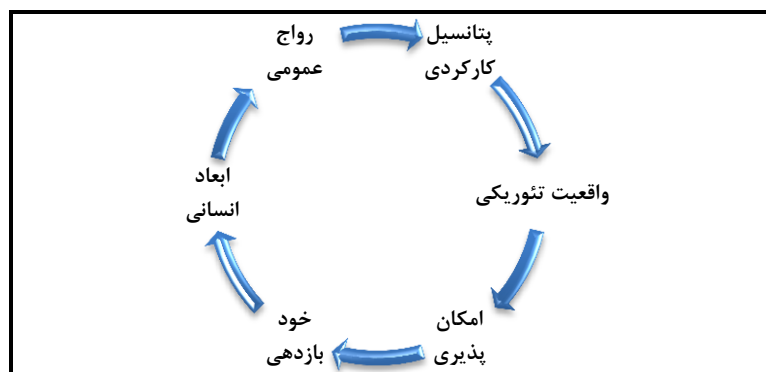 رواج
عمومی
پتانسیل
کارکردی
واقعیت تئوریکی
امکان
پذیری
خود
بازدهی
ابعاد
انسانی